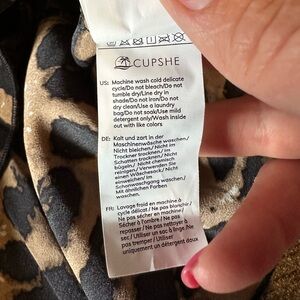 CUPSHE
US: Machine wash cold delicate
cycle/Do not bleach/Do not
tumble dry/Line dry in
shade/Do not iron/Do not
dry clean/Use a laundry
bag/Do not soak/Use mild
detergent only/Wash inside
out with like colors
DE: Kalt und zart in der
Maschinenwäsche waschen/
Nicht bleichen/ Nicht im
Trockner trocknen/ Im
Schatten trocknen/ Nicht
bügeln/ Nicht chemisch
reinigen/ Verwenden Sie
einen Wäschesack/ Nicht
einweichen/ Im
Schonwaschgang waschen/
Mit ähnlichen Farben
waschen.
FR: Lavage froid en machine/
cycle délicat / Ne pas blanchir/
Ne pas sécher en machine/
à l'ombre / Ne pas
repasser / Ne pas nettoyer à
sec/ Utiliser un sac à linge/Ne
pas tremper / Utiliser
uniquement un détergent doux